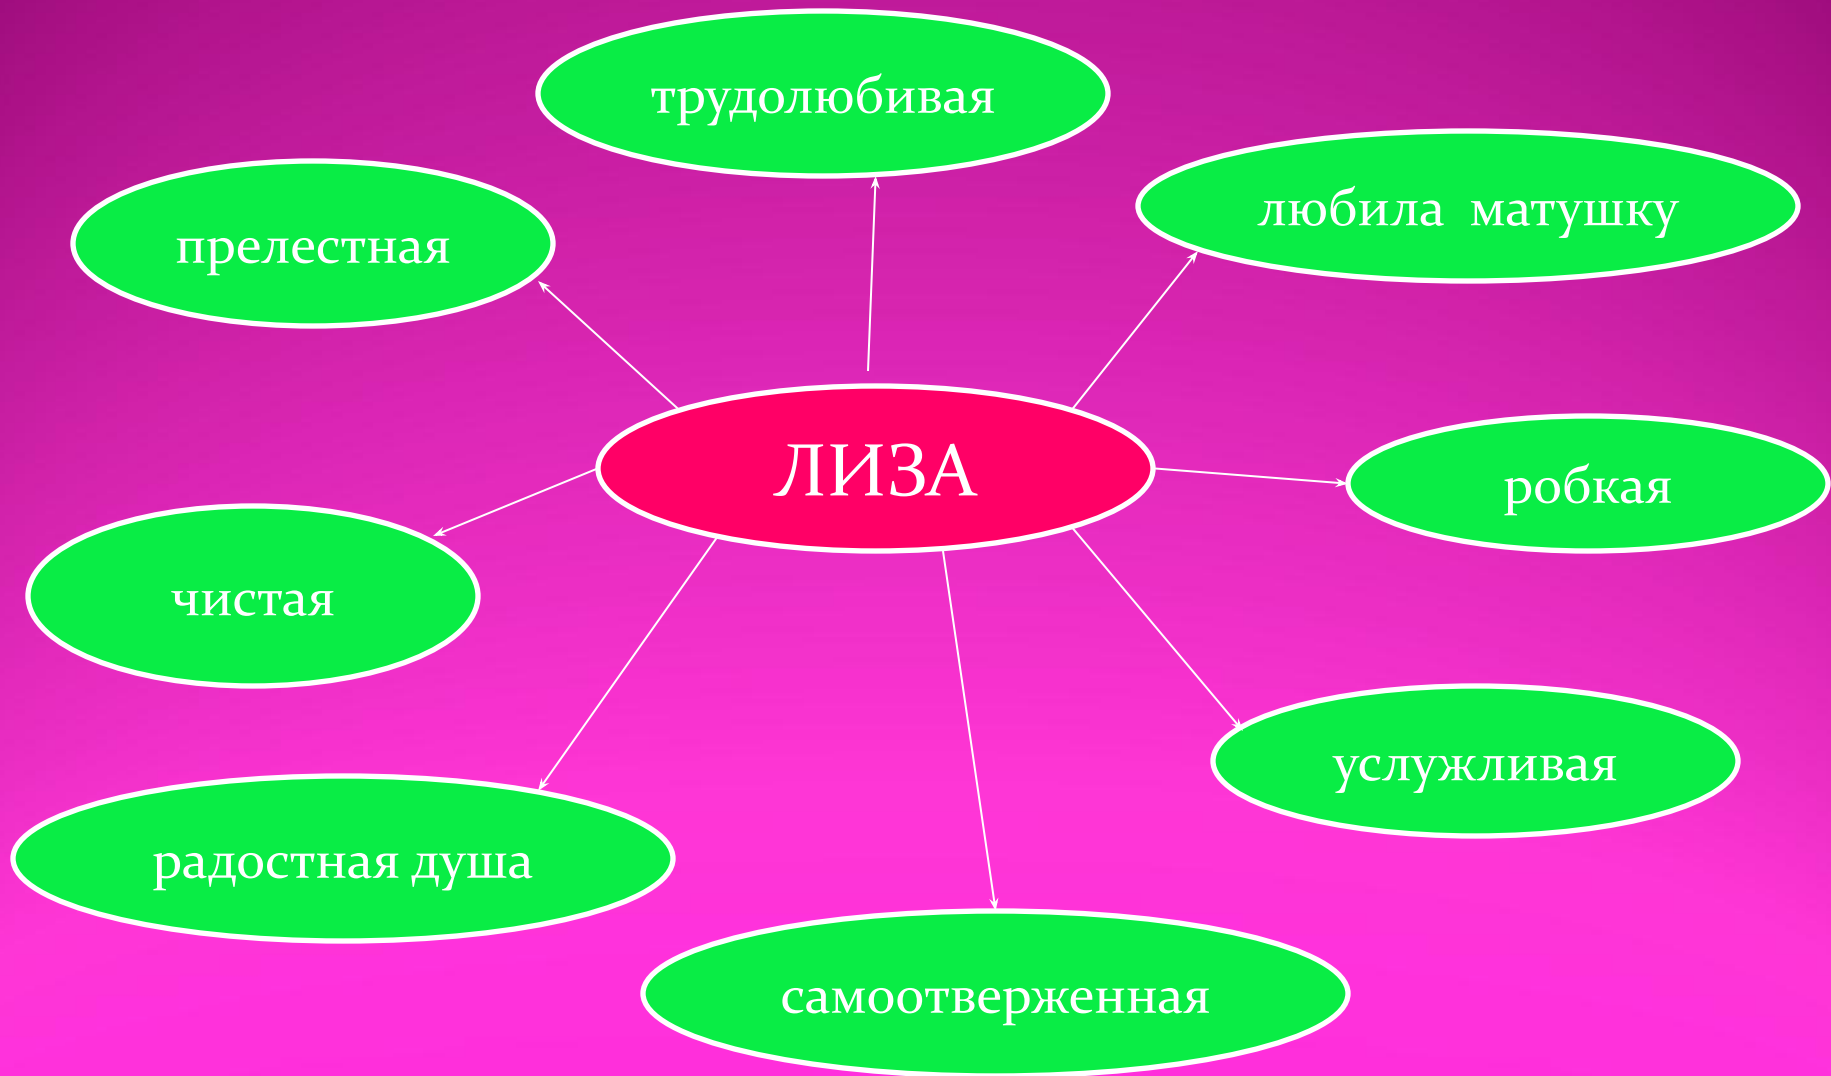 трудолюбивая
любила матушку
прелестная
ЛИЗА
робкая
чистая
услужливая
радостная душа
самоотверженная